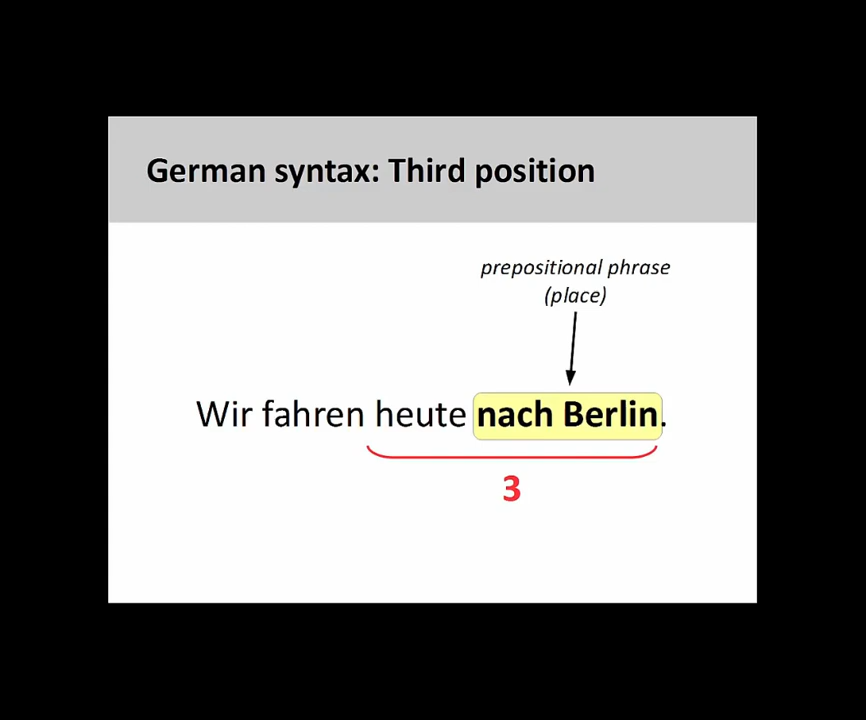 German syntax: Third position
prepositional phrase
(place)
Wir fahren heute nach Berlin.
3